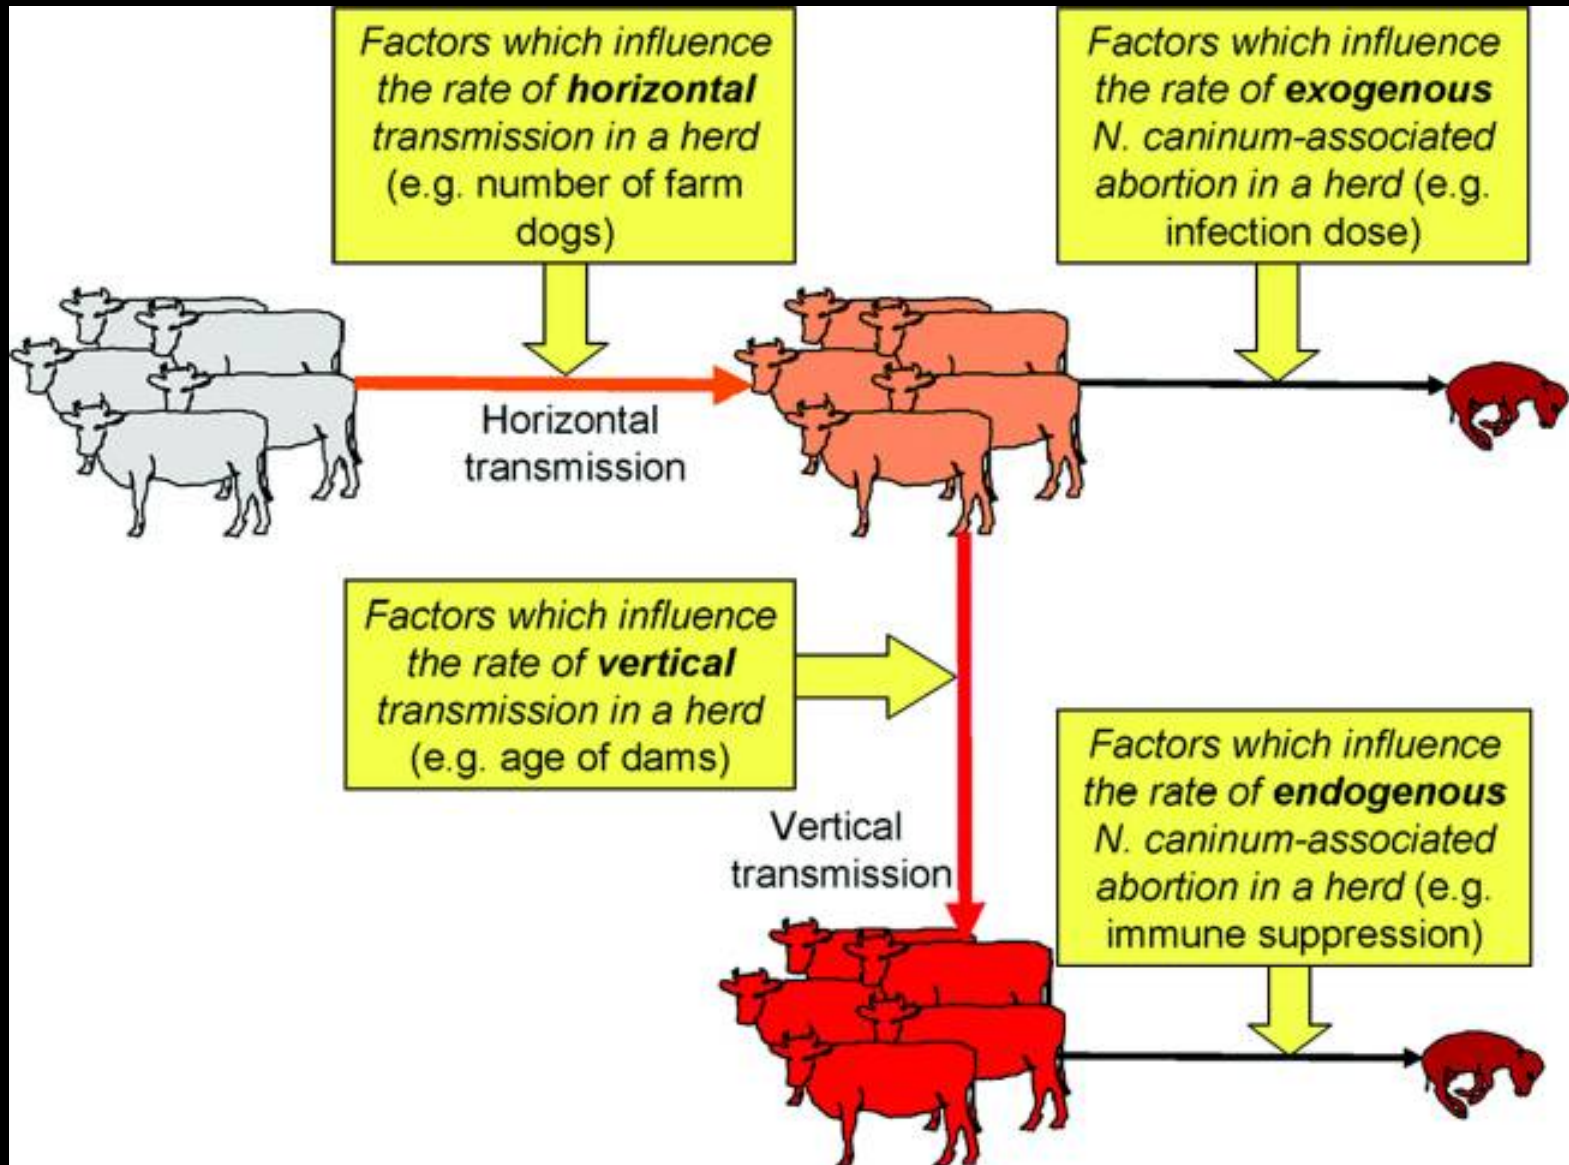 Factors which influence
the rate of horizontal
transmission in a herd
(e.g. number of farm
dogs)
Factors which influence
the rate of exogenous
N. caninum-associated
abortion in a herd (e.g.
infection dose)
Horizontal
transmission
Factors which influence
the rate of vertical
transmission in a herd
(e.g. age of dams)
Vertical
transmission
Factors which influence
the rate of endogenous
N. caninum-associated
abortion in a herd (e.g.
immune suppression)